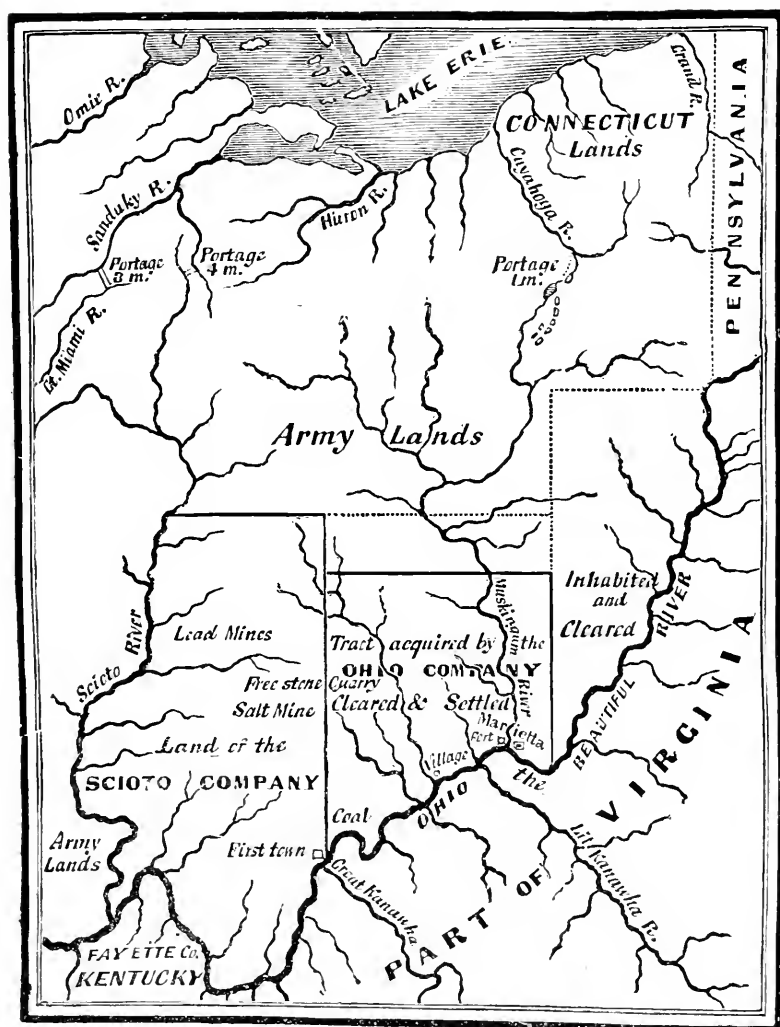 LAKE ERIE.
Omie R.
Grand R.
CONNECTICUT
Lands
PENNSYLVANIA
Cuyahoga R.
Sanduky R.
Huron R.
Portage
3 m.
Portage
4 m.
Portage
1 m.
Lit. Miami R.
Army Lands
Inhabited
and
Cleared
Muskingum River
Scioto River
Lead Mines
Tract acquired by the
OHIO COMPANY
Free stone Quarry
Salt Mine
Cleared & Settled
Marietta
Fort
Village
Land of the
SCIOTO COMPANY
OHIO the BEAUTIFUL RIVER
Coal
Army
Lands
First town
Great Kanawha
Lit. Kanawha R.
PART OF VIRGINIA
FAYETTE Co.
KENTUCKY